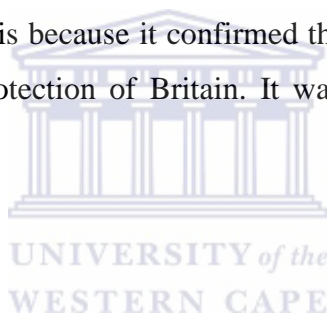 is because it confirmed th
otection of Britain. It wa
UNIVERSITY of the
WESTERN CAPE